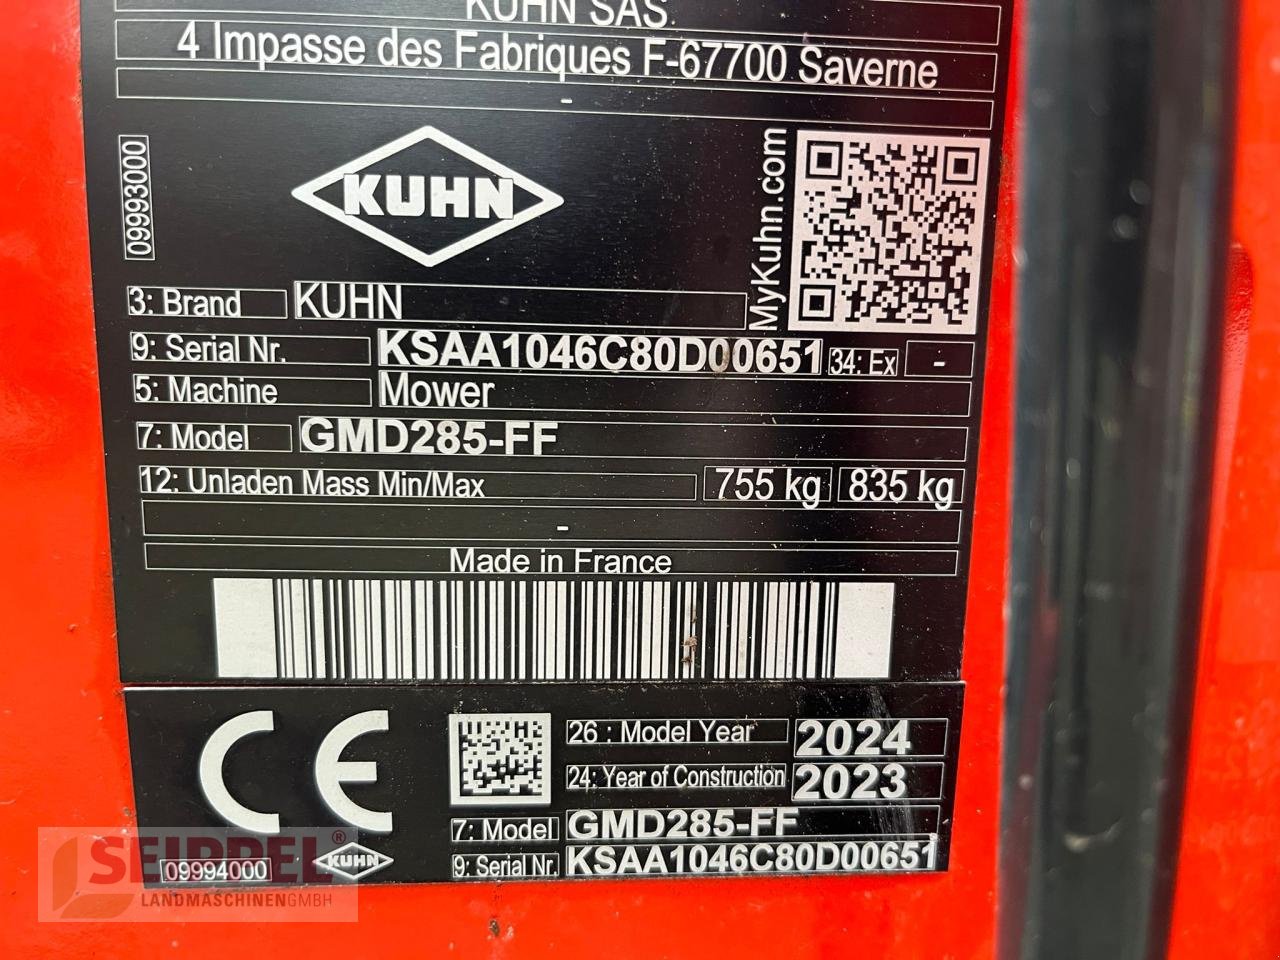 KUHN SAS
4 Impasse des Fabriques F-67700 Saverne
-
09993000
KUHN
MyKuhn.com
3: Brand KUHN
9: Serial Nr. KSAA1046C80D00651 34: Ex -
5: Machine Mower
7: Model GMD285-FF
12: Unladen Mass Min/Max 755 kg 835 kg
-
Made in France
CE
26 : Model Year 2024
24: Year of Construction 2023
7: Model GMD285-FF
9: Serial Nr. KSAA1046C80D00651
09994000
KUHN
SEIPPEL®
LANDMASCHINENGMBH